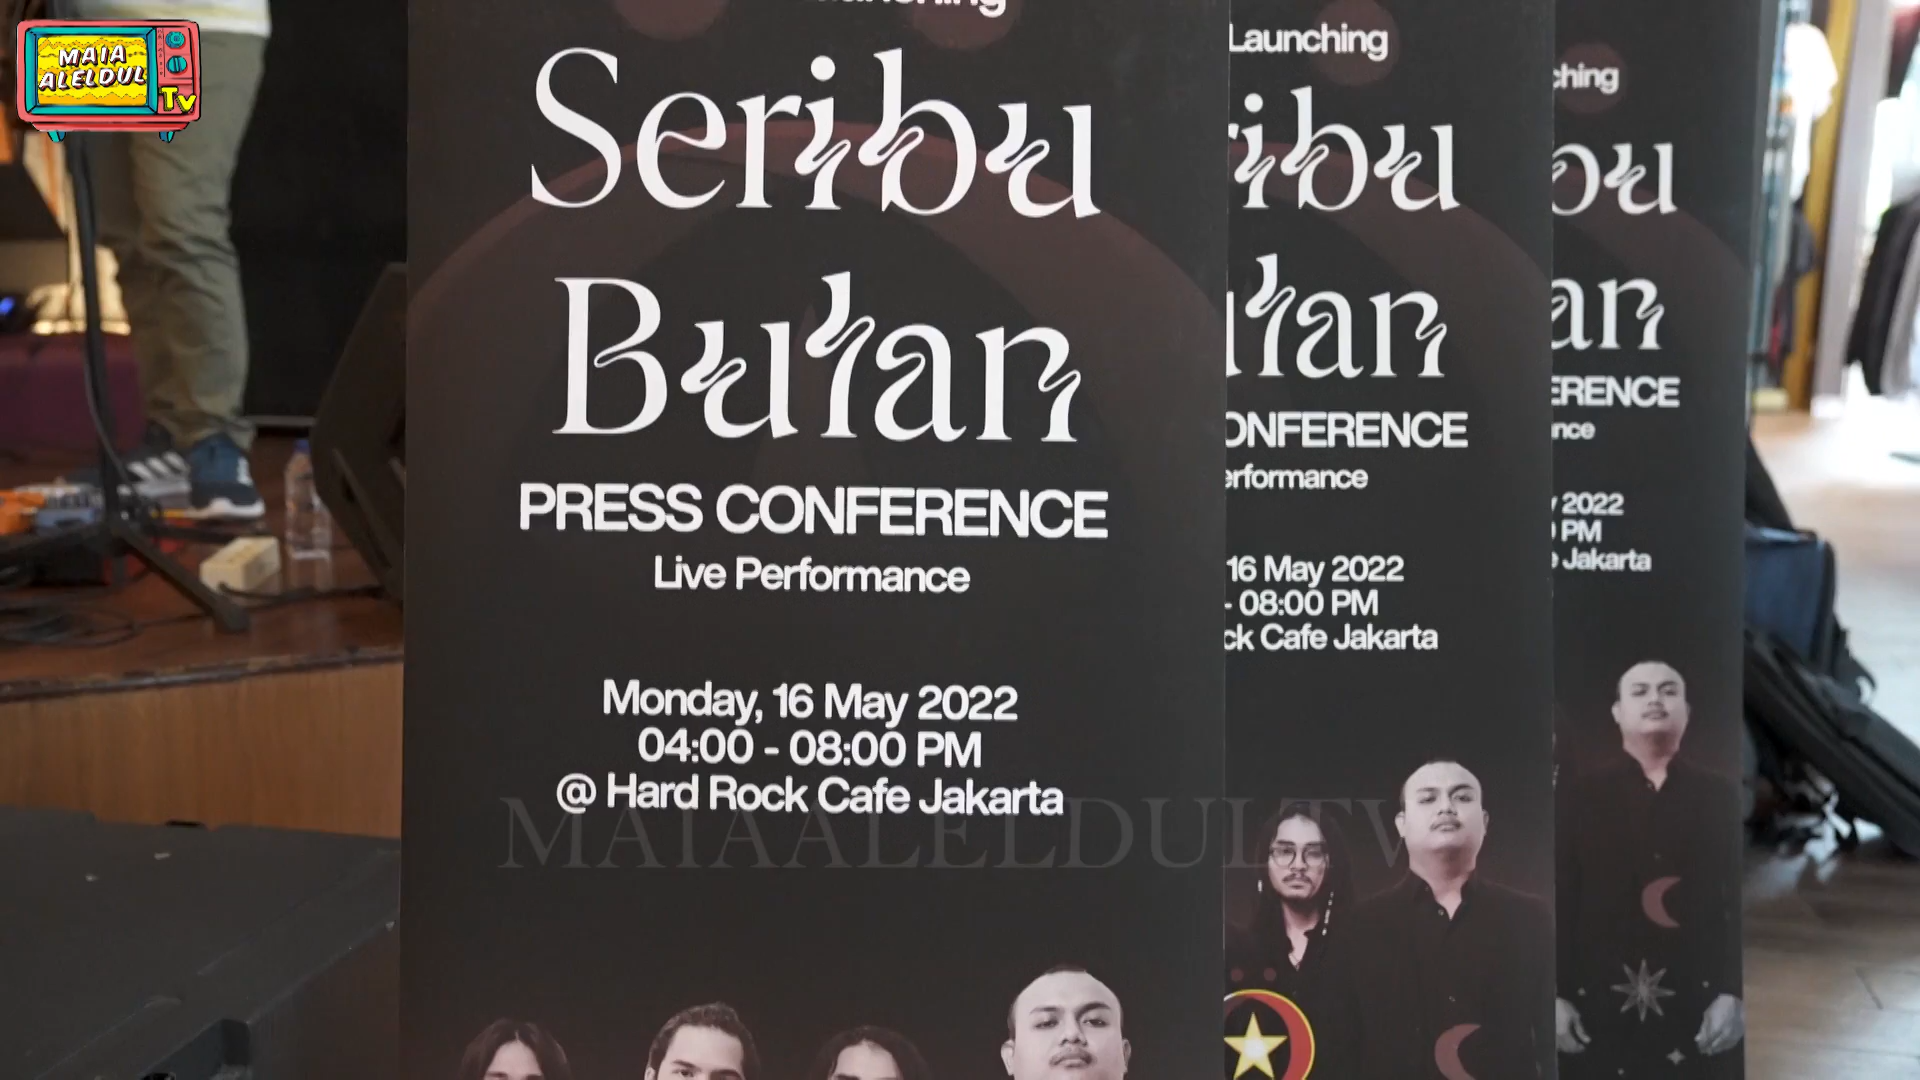 MAIA
ALELDUL
Tv
Launching
Seribu
Bulan
PRESS CONFERENCE
Live Performance
Monday, 16 May 2022
04:00 - 08:00 PM
@ Hard Rock Cafe Jakarta
MAIAALELDULTV
Launching
ribu
ulan
ONFERENCE
erformance
16 May 2022
- 08:00 PM
ck Cafe Jakarta
ching
bu
an
ERENCE
nce
y 2022
PM
e Jakarta